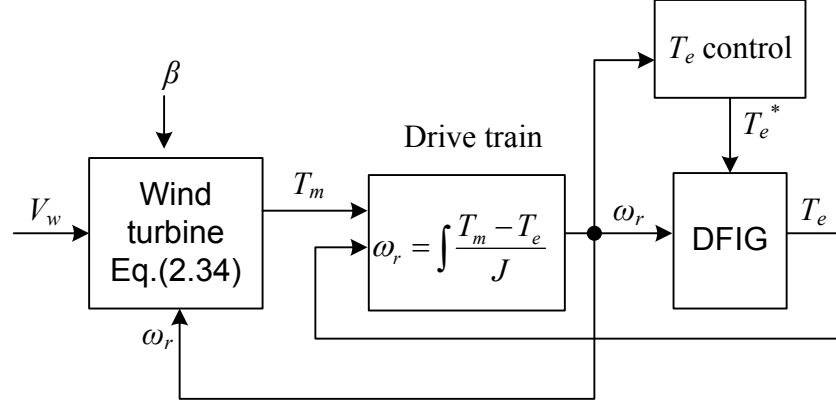 T_e control
β
T_e^*
Drive train
Wind
turbine
Eq.(2.34)
V_w
T_m
ω_r = ∫ (T_m − T_e) / J
ω_r
DFIG
T_e
ω_r